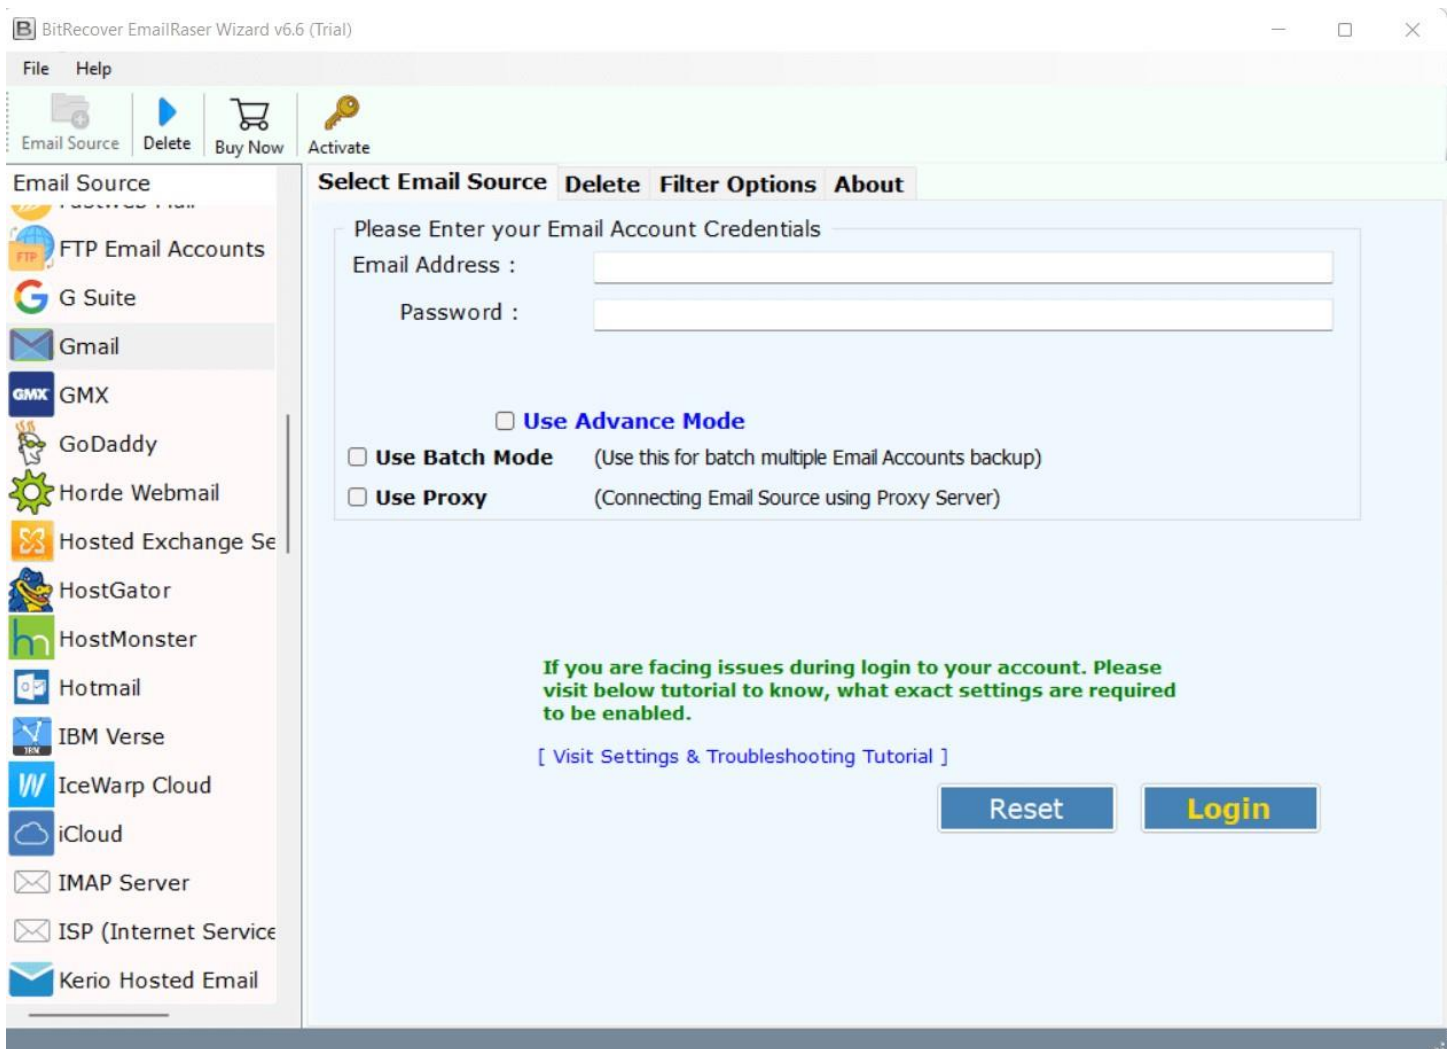 BitRecover EmailRaser Wizard v6.6 (Trial)
File Help
Email Source Delete Buy Now Activate
Email Source
FTP Email Accounts
G Suite
Gmail
GMX GMX
GoDaddy
Horde Webmail
Hosted Exchange Se
HostGator
HostMonster
Hotmail
IBM Verse
IceWarp Cloud
iCloud
IMAP Server
ISP (Internet Service
Kerio Hosted Email
Select Email Source Delete Filter Options About
Please Enter your Email Account Credentials
Email Address :
Password :
Use Advance Mode
Use Batch Mode (Use this for batch multiple Email Accounts backup)
Use Proxy (Connecting Email Source using Proxy Server)
If you are facing issues during login to your account. Please
visit below tutorial to know, what exact settings are required
to be enabled.
[ Visit Settings & Troubleshooting Tutorial ]
Reset Login